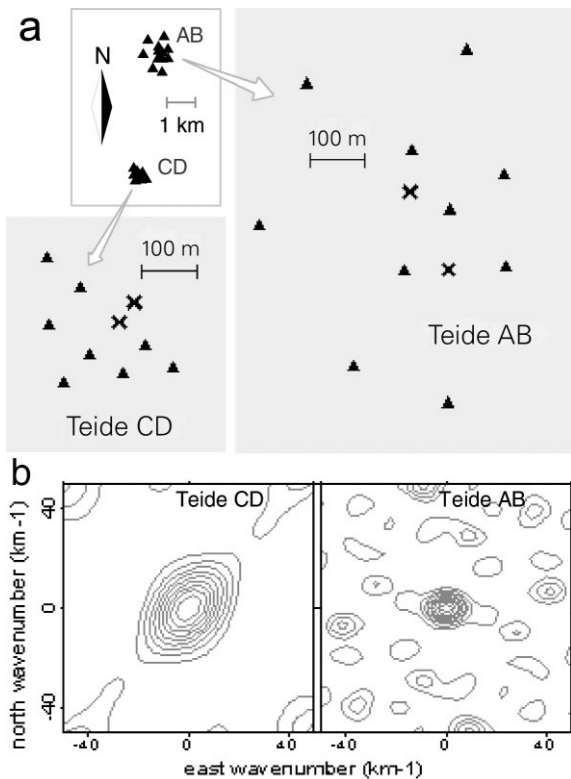 a
AB
N
1 km
CD
100 m
Teide AB
100 m
Teide CD
b
Teide CD
Teide AB
north wavenumber (km-1)
40
0
-40
-40
0
40
-40
0
40
east wavenumber (km-1)